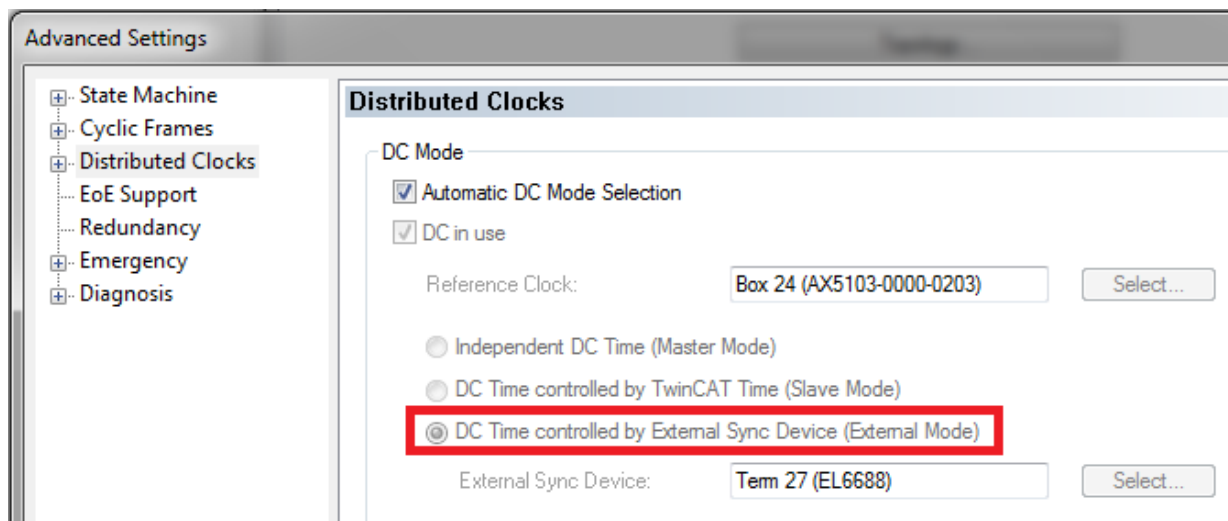 Advanced Settings
State Machine
Cyclic Frames
Distributed Clocks
EoE Support
Redundancy
Emergency
Diagnosis
Distributed Clocks
DC Mode
Automatic DC Mode Selection
DC in use
Reference Clock: Box 24 (AX5103-0000-0203) Select...
Independent DC Time (Master Mode)
DC Time controlled by TwinCAT Time (Slave Mode)
DC Time controlled by External Sync Device (External Mode)
External Sync Device: Term 27 (EL6688) Select...